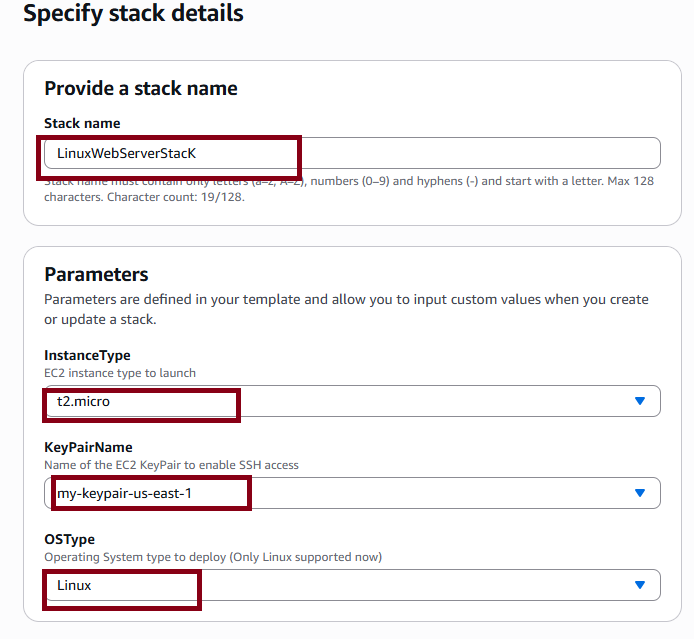 Specify stack details
Provide a stack name
Stack name
LinuxWebServerStacK
Stack name must contain only letters (a–z, A–Z), numbers (0–9) and hyphens (-) and start with a letter. Max 128
characters. Character count: 19/128.
Parameters
Parameters are defined in your template and allow you to input custom values when you create
or update a stack.
InstanceType
EC2 instance type to launch
t2.micro
KeyPairName
Name of the EC2 KeyPair to enable SSH access
my-keypair-us-east-1
OSType
Operating System type to deploy (Only Linux supported now)
Linux